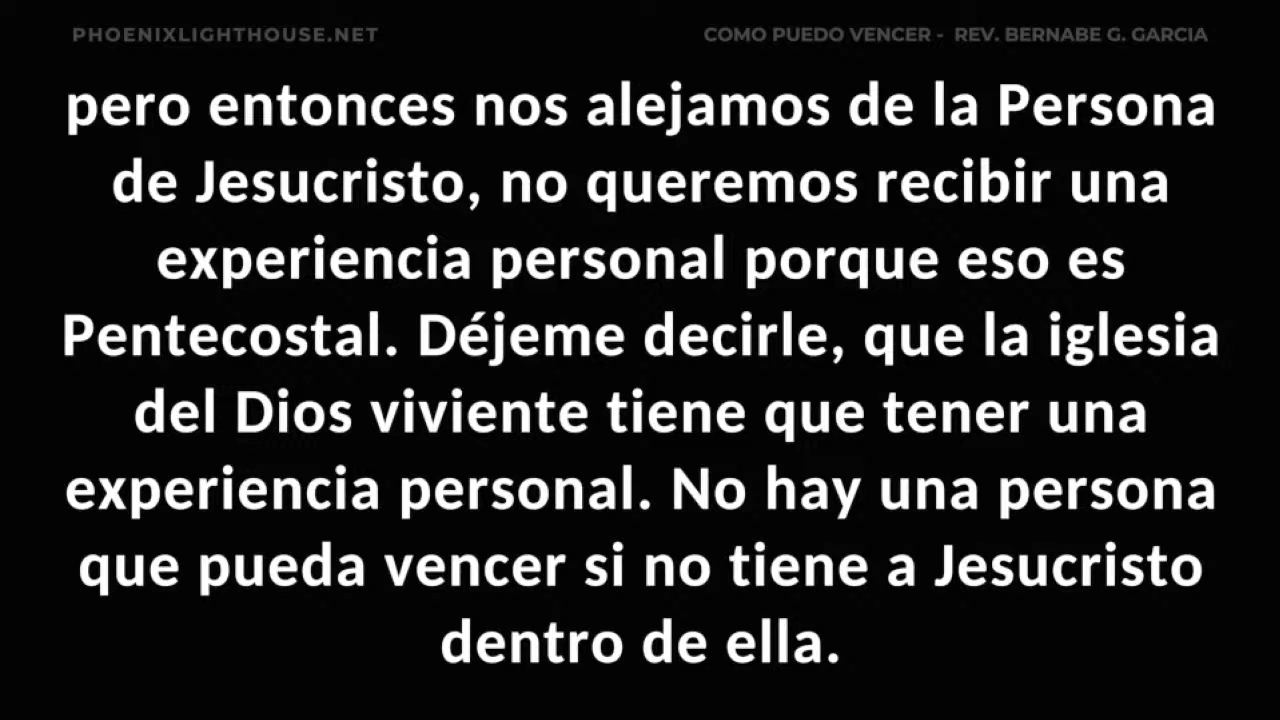 PHOENIXLIGHTHOUSE.NET
COMO PUEDO VENCER - REV. BERNABE G. GARCIA
pero entonces nos alejamos de la Persona
de Jesucristo, no queremos recibir una
experiencia personal porque eso es
Pentecostal. Déjeme decirle, que la iglesia
del Dios viviente tiene que tener una
experiencia personal. No hay una persona
que pueda vencer si no tiene a Jesucristo
dentro de ella.